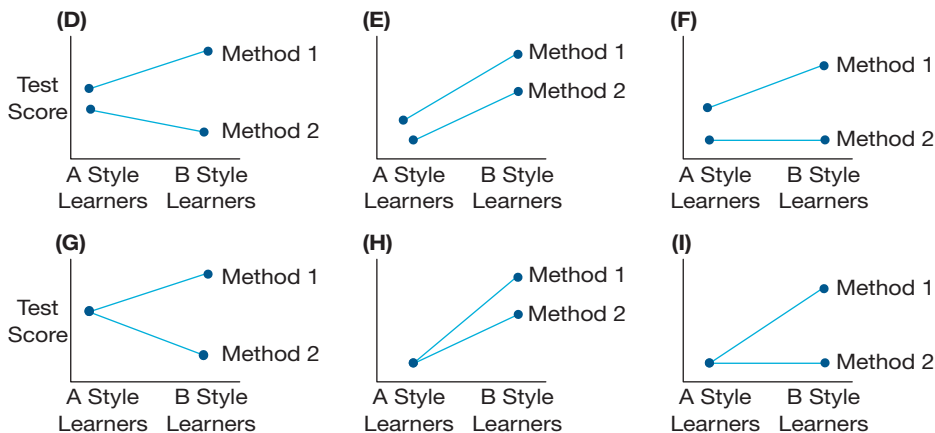 (D)
(E)
(F)
Method 1
Method 1
Method 1
Test
Score
Method 2
Method 2
Method 2
A Style
Learners
B Style
Learners
A Style
Learners
B Style
Learners
A Style
Learners
B Style
Learners
(G)
(H)
(I)
Method 1
Method 1
Method 1
Test
Score
Method 2
Method 2
Method 2
A Style
Learners
B Style
Learners
A Style
Learners
B Style
Learners
A Style
Learners
B Style
Learners